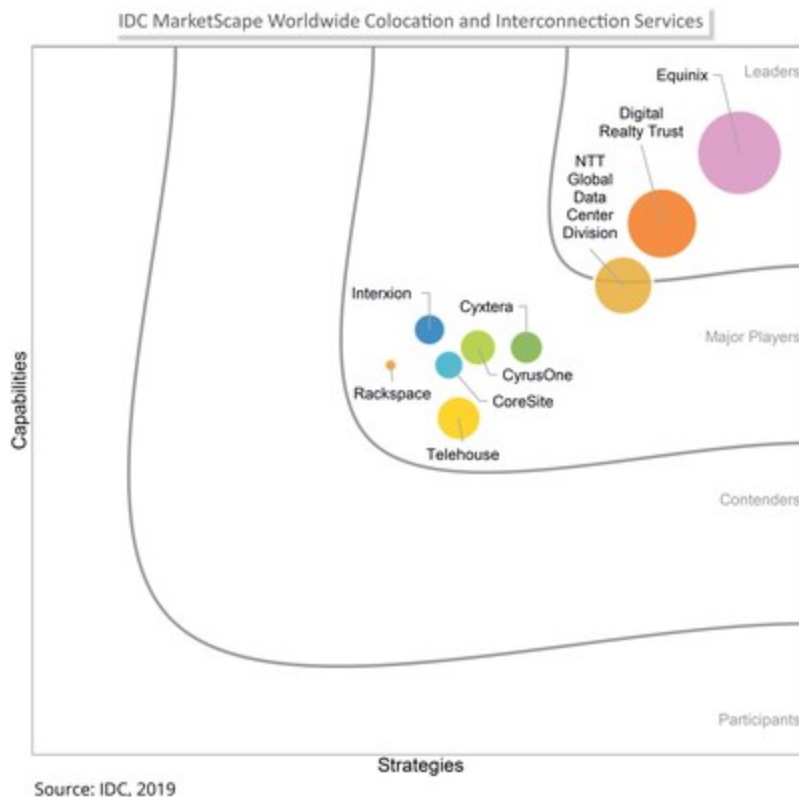 IDC MarketScape Worldwide Colocation and Interconnection Services
Equinix
Leaders
Digital
Realty Trust
NTT
Global
Data
Center
Division
Interxion
Cyxtera
Major Players
CyrusOne
Rackspace
CoreSite
Telehouse
Capabilities
Contenders
Participants
Strategies
Source: IDC, 2019